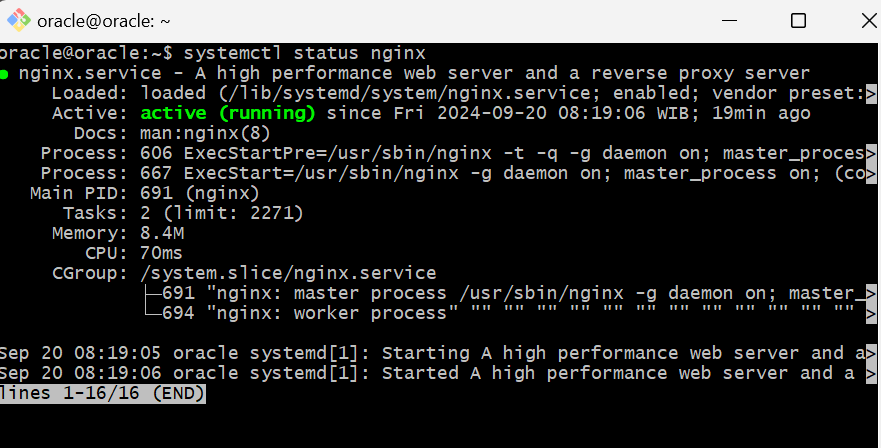 oracle@oracle: ~
oracle@oracle:~$ systemctl status nginx
● nginx.service - A high performance web server and a reverse proxy server
Loaded: loaded (/lib/systemd/system/nginx.service; enabled; vendor preset:>
Active: active (running) since Fri 2024-09-20 08:19:06 WIB; 19min ago
Docs: man:nginx(8)
Process: 606 ExecStartPre=/usr/sbin/nginx -t -q -g daemon on; master_proces>
Process: 667 ExecStart=/usr/sbin/nginx -g daemon on; master_process on; (co>
Main PID: 691 (nginx)
Tasks: 2 (limit: 2271)
Memory: 8.4M
CPU: 70ms
CGroup: /system.slice/nginx.service
├─691 "nginx: master process /usr/sbin/nginx -g daemon on; master_>
└─694 "nginx: worker process" "" "" "" "" "" "" "" "" "" "" "" "" >
Sep 20 08:19:05 oracle systemd[1]: Starting A high performance web server and a>
Sep 20 08:19:06 oracle systemd[1]: Started A high performance web server and a >
lines 1-16/16 (END)